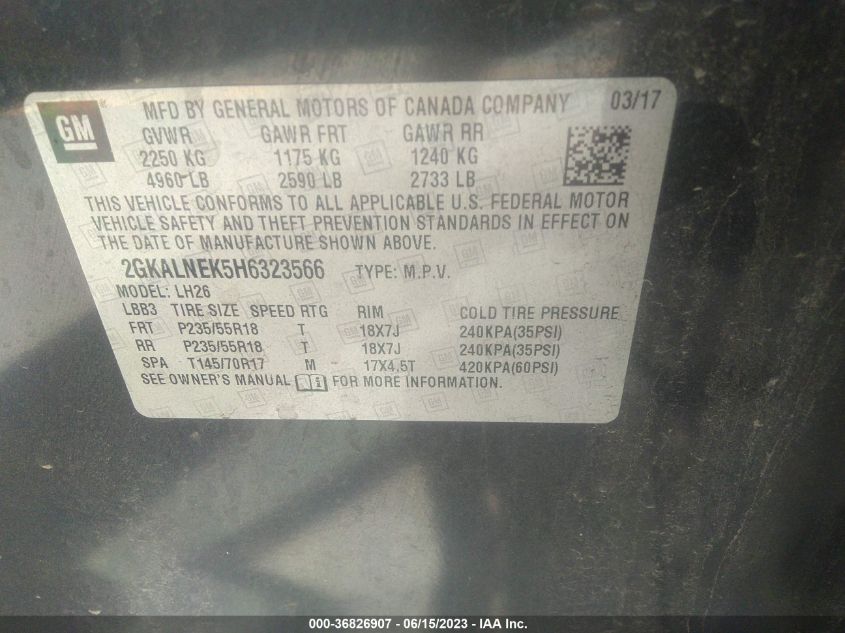 GM
MFD BY GENERAL MOTORS OF CANADA COMPANY 03/17
GVWR GAWR FRT GAWR RR
2250 KG 1175 KG 1240 KG
4960 LB 2590 LB 2733 LB
THIS VEHICLE CONFORMS TO ALL APPLICABLE U.S. FEDERAL MOTOR
VEHICLE SAFETY AND THEFT PREVENTION STANDARDS IN EFFECT ON
THE DATE OF MANUFACTURE SHOWN ABOVE.
2GKALNEK5H6323566 TYPE: M.P.V.
MODEL: LH26
LBB3 TIRE SIZE SPEED RTG RIM COLD TIRE PRESSURE
FRT P235/55R18 T 18X7J 240KPA(35PSI)
RR P235/55R18 T 18X7J 240KPA(35PSI)
SPA T145/70R17 M 17X4.5T 420KPA(60PSI)
SEE OWNER'S MANUAL FOR MORE INFORMATION.
000-36826907 - 06/15/2023 - IAA Inc.